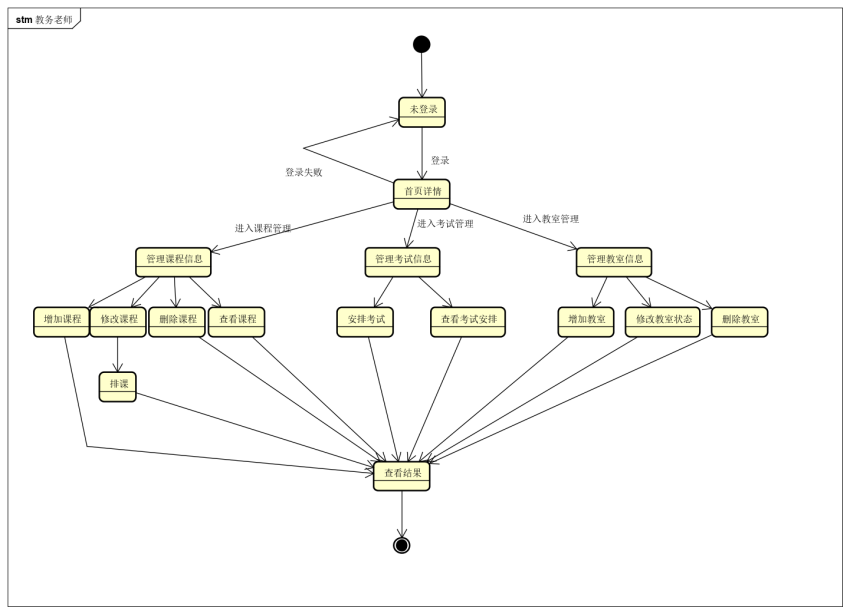 stm 教务老师
未登录
登录
登录失败
首页详情
进入课程管理
进入考试管理
进入教室管理
管理课程信息
管理考试信息
管理教室信息
增加课程
修改课程
删除课程
查看课程
安排考试
查看考试安排
增加教室
修改教室状态
删除教室
排课
查看结果